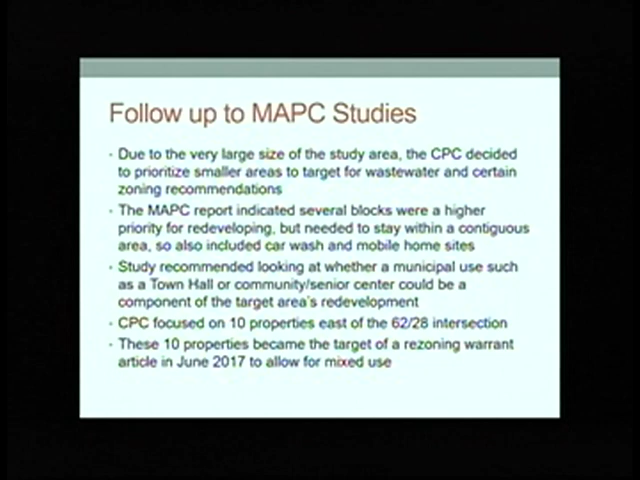 Follow up to MAPC Studies
· Due to the very large size of the study area, the CPC decided
to prioritize smaller areas to target for wastewater and certain
zoning recommendations
· The MAPC report indicated several blocks were a higher
priority for redeveloping, but needed to stay within a contiguous
area, so also included car wash and mobile home sites
· Study recommended looking at whether a municipal use such
as a Town Hall or community/senior center could be a
component of the target area's redevelopment
· CPC focused on 10 properties east of the 62/28 intersection
· These 10 properties became the target of a rezoning warrant
article in June 2017 to allow for mixed use